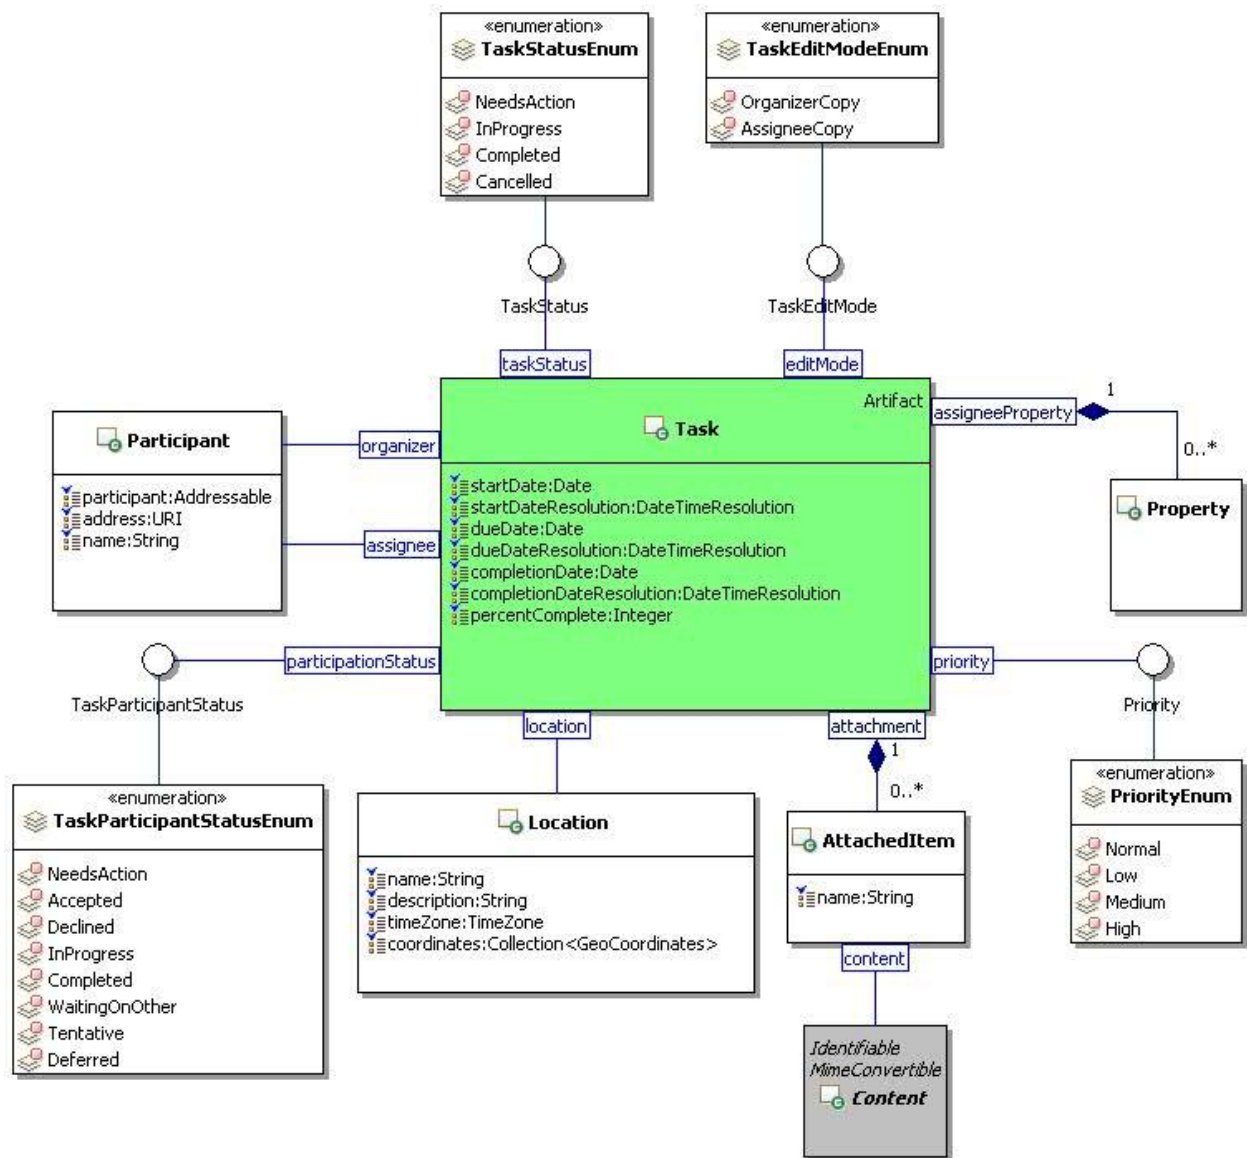 «enumeration»
TaskStatusEnum
NeedsAction
InProgress
Completed
Cancelled
«enumeration»
TaskEditModeEnum
OrganizerCopy
AssigneeCopy
TaskStatus
TaskEditMode
taskStatus
editMode
Participant
participant:Addressable
address:URI
name:String
organizer
assignee
Artifact
Task
startDate:Date
startDateResolution:DateTimeResolution
dueDate:Date
dueDateResolution:DateTimeResolution
completionDate:Date
completionDateResolution:DateTimeResolution
percentComplete:Integer
assigneeProperty
1
0..*
Property
participationStatus
TaskParticipantStatus
priority
Priority
location
attachment
1
0..*
«enumeration»
TaskParticipantStatusEnum
NeedsAction
Accepted
Declined
InProgress
Completed
WaitingOnOther
Tentative
Deferred
Location
name:String
description:String
timeZone:TimeZone
coordinates:Collection<GeoCoordinates>
AttachedItem
name:String
content
Identifiable
MimeConvertible
Content
«enumeration»
PriorityEnum
Normal
Low
Medium
High